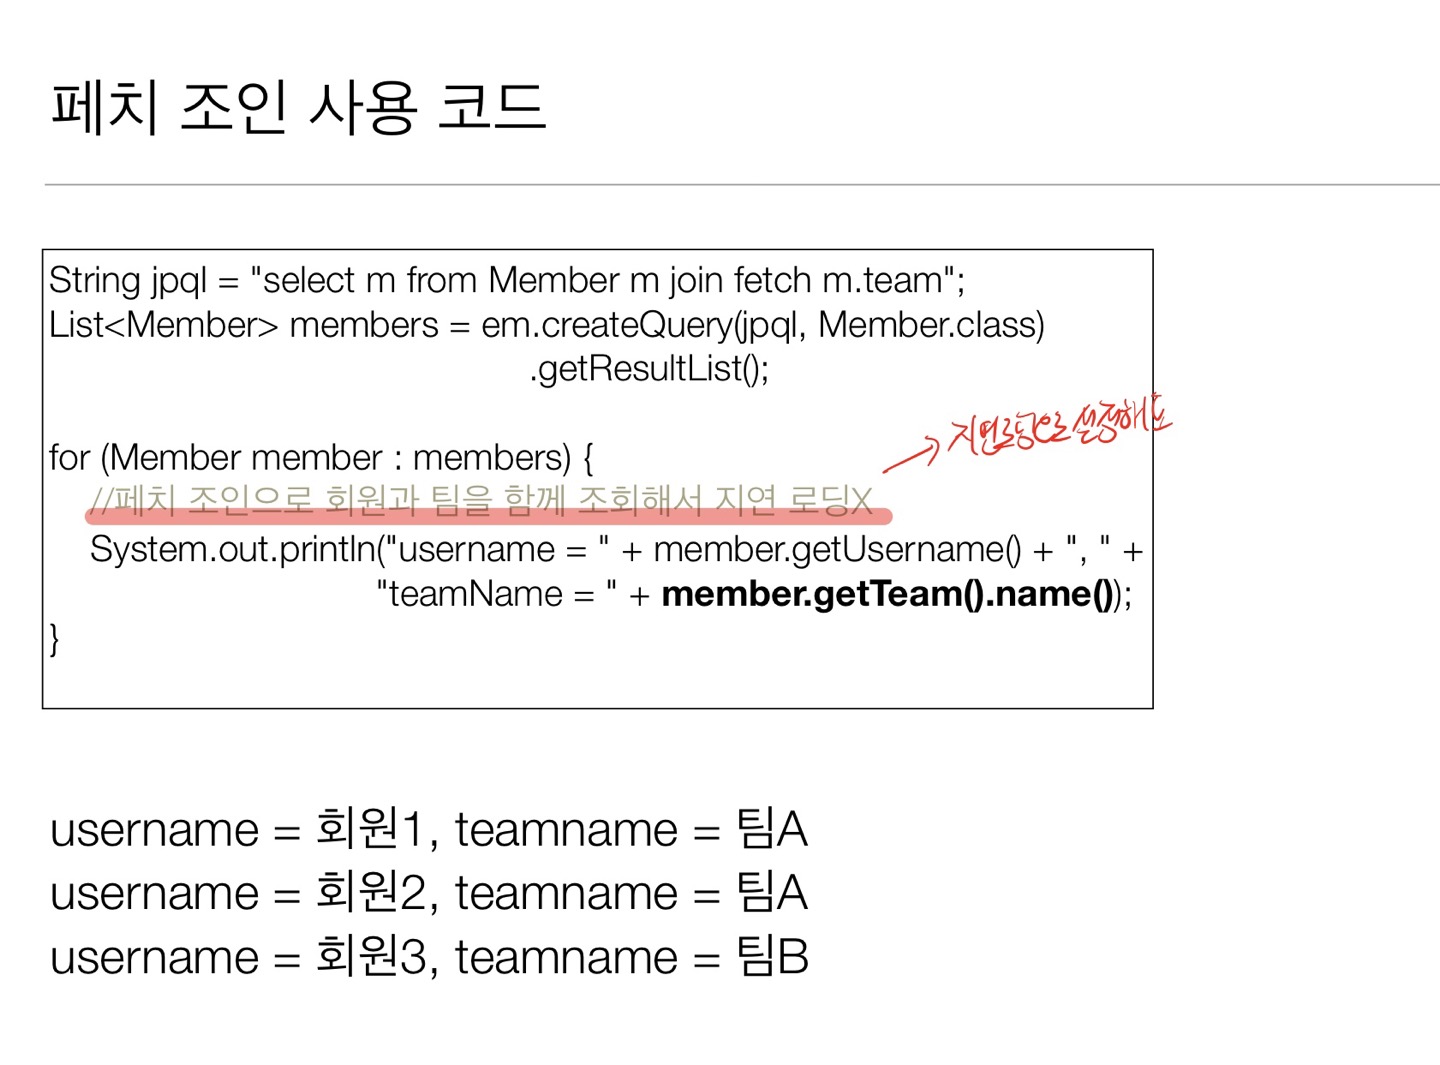 페치 조인 사용 코드
String jpql = "select m from Member m join fetch m.team";
List<Member> members = em.createQuery(jpql, Member.class)
.getResultList();
for (Member member : members) {
지연로딩으로 설정해도
//페치 조인으로 회원과 팀을 함께 조회해서 지연 로딩X
System.out.println("username = " + member.getUsername() + ", " +
"teamName = " + member.getTeam().name());
}
username = 회원1, teamname = 팀A
username = 회원2, teamname = 팀A
username = 회원3, teamname = 팀B